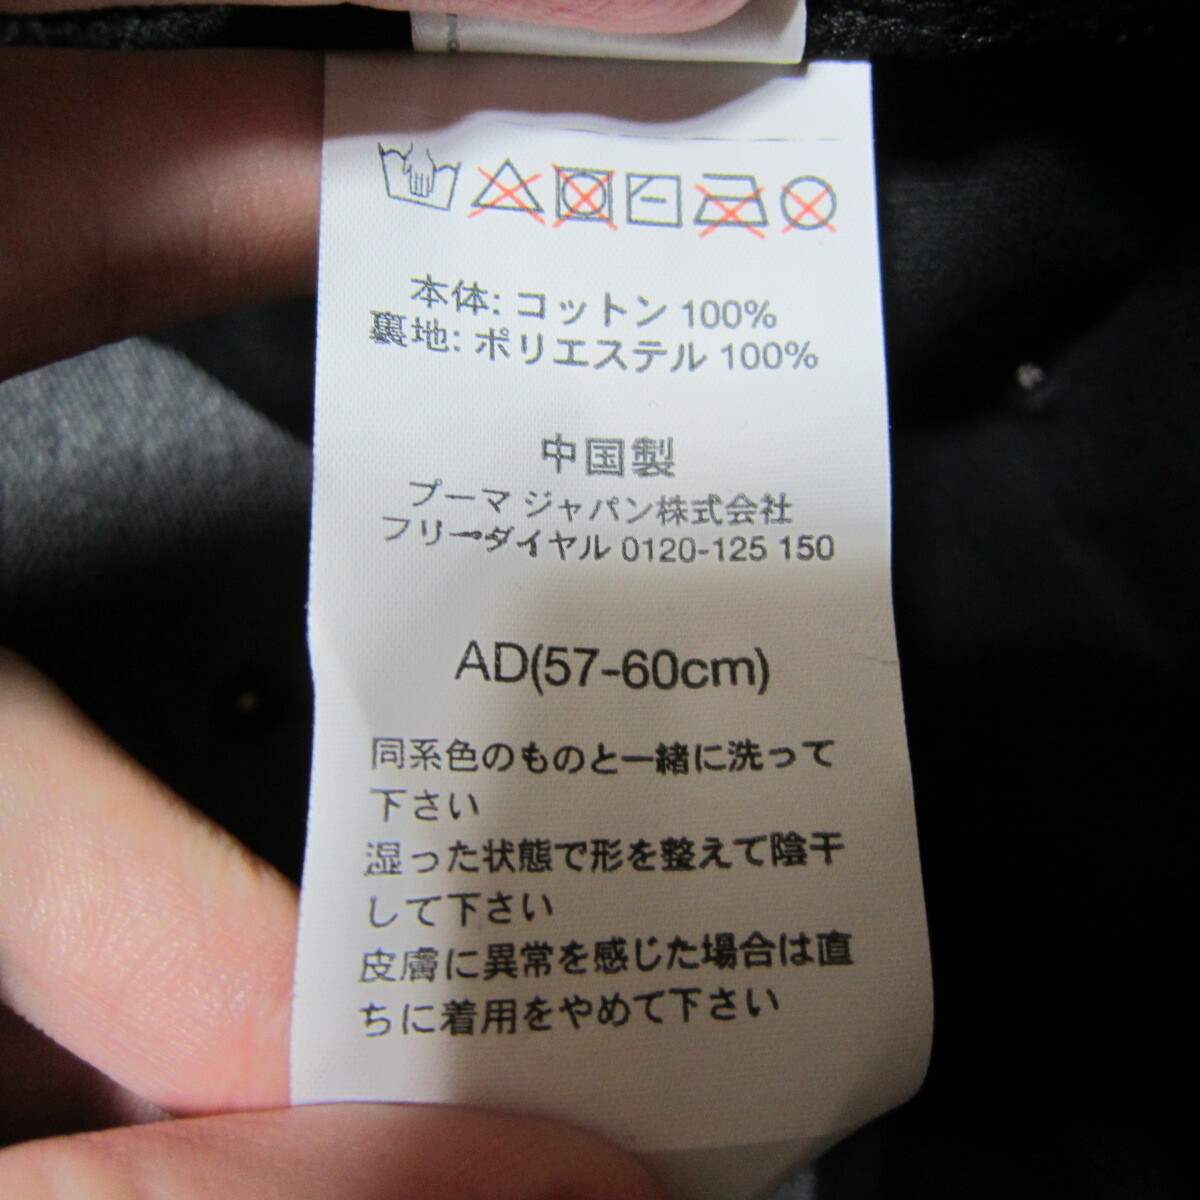 本体: コットン 100%
裏地: ポリエステル 100%
中国製
プーマ ジャパン株式会社
フリーダイヤル 0120-125 150
AD(57-60cm)
同系色のものと一緒に洗って
下さい
湿った状態で形を整えて陰干
して下さい
皮膚に異常を感じた場合は直
ちに着用をやめて下さい